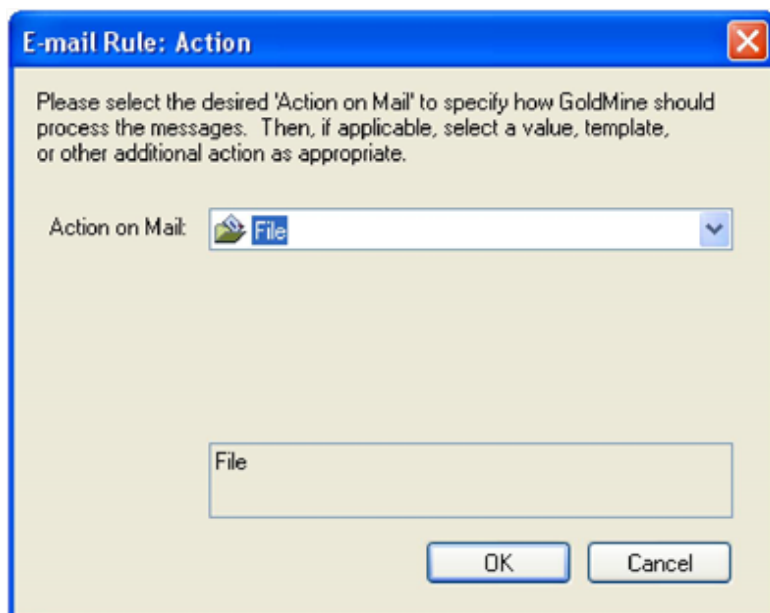 E-mail Rule: Action
Please select the desired 'Action on Mail' to specify how GoldMine should
process the messages. Then, if applicable, select a value, template,
or other additional action as appropriate.
Action on Mail: File
File
OK Cancel